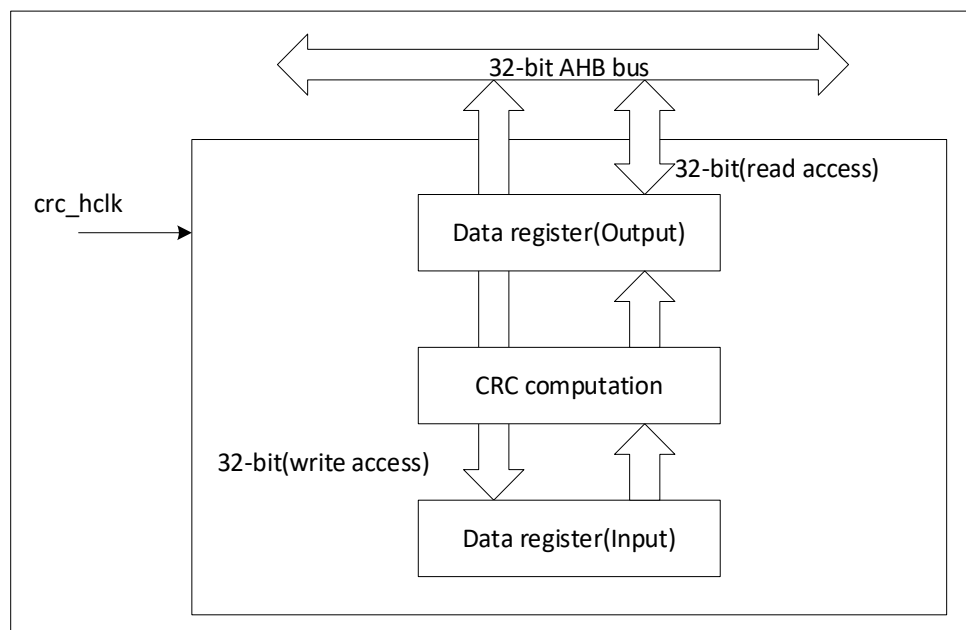 32-bit AHB bus
32-bit(read access)
crc_hclk
Data register(Output)
CRC computation
32-bit(write access)
Data register(Input)